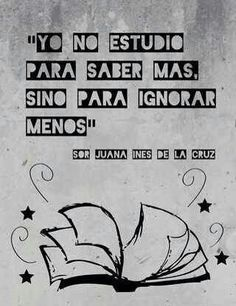 "YO NO ESTUDIO
PARA SABER MAS,
SINO PARA IGNORAR
MENOS"
SOR JUANA INES DE LA CRUZ